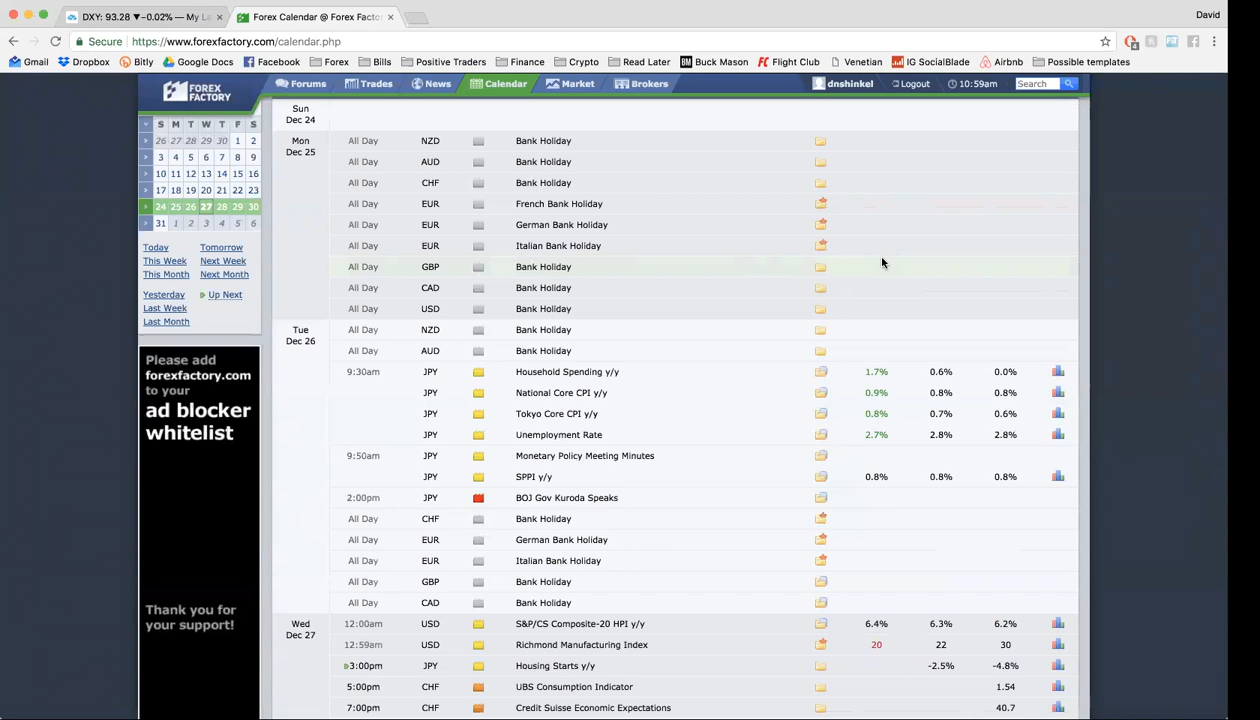 DXY: 93.28 ▼−0.02% — My La
Forex Calendar @ Forex Factor
David
Secure
https://www.forexfactory.com/calendar.php
4
Gmail Dropbox Bitly Google Docs Facebook Forex Bills Positive Traders Finance Crypto Read Later BM Buck Mason Flight Club Venetian IG SocialBlade Airbnb Possible templates
FOREX FACTORY
Forums Trades News Calendar Market Brokers dnshinkel Logout 10:59am Search
S M T W T F S
26 27 28 29 30 1 2
3 4 5 6 7 8 9
10 11 12 13 14 15 16
17 18 19 20 21 22 23
24 25 26 27 28 29 30
31 1 2 3 4 5 6
Today Tomorrow
This Week Next Week
This Month Next Month
Yesterday Up Next
Last Week
Last Month
Please add
forexfactory.com
to your
ad blocker
whitelist
Thank you for
your support!
Sun
Dec 24
Mon
Dec 25
All Day NZD Bank Holiday
All Day AUD Bank Holiday
All Day CHF Bank Holiday
All Day EUR French Bank Holiday
All Day EUR German Bank Holiday
All Day EUR Italian Bank Holiday
All Day GBP Bank Holiday
All Day CAD Bank Holiday
All Day USD Bank Holiday
Tue
Dec 26
All Day NZD Bank Holiday
All Day AUD Bank Holiday
9:30am JPY Household Spending y/y 1.7% 0.6% 0.0%
JPY National Core CPI y/y 0.9% 0.8% 0.8%
JPY Tokyo Core CPI y/y 0.8% 0.7% 0.6%
JPY Unemployment Rate 2.7% 2.8% 2.8%
9:50am JPY Monetary Policy Meeting Minutes
JPY SPPI y/y 0.8% 0.8% 0.8%
2:00pm JPY BOJ Gov Kuroda Speaks
All Day CHF Bank Holiday
All Day EUR German Bank Holiday
All Day EUR Italian Bank Holiday
All Day GBP Bank Holiday
All Day CAD Bank Holiday
Wed
Dec 27
12:00am USD S&P/CS Composite-20 HPI y/y 6.4% 6.3% 6.2%
12:59am USD Richmond Manufacturing Index 20 22 30
3:00pm JPY Housing Starts y/y -2.5% -4.8%
5:00pm CHF UBS Consumption Indicator 1.54
7:00pm CHF Credit Suisse Economic Expectations 40.7